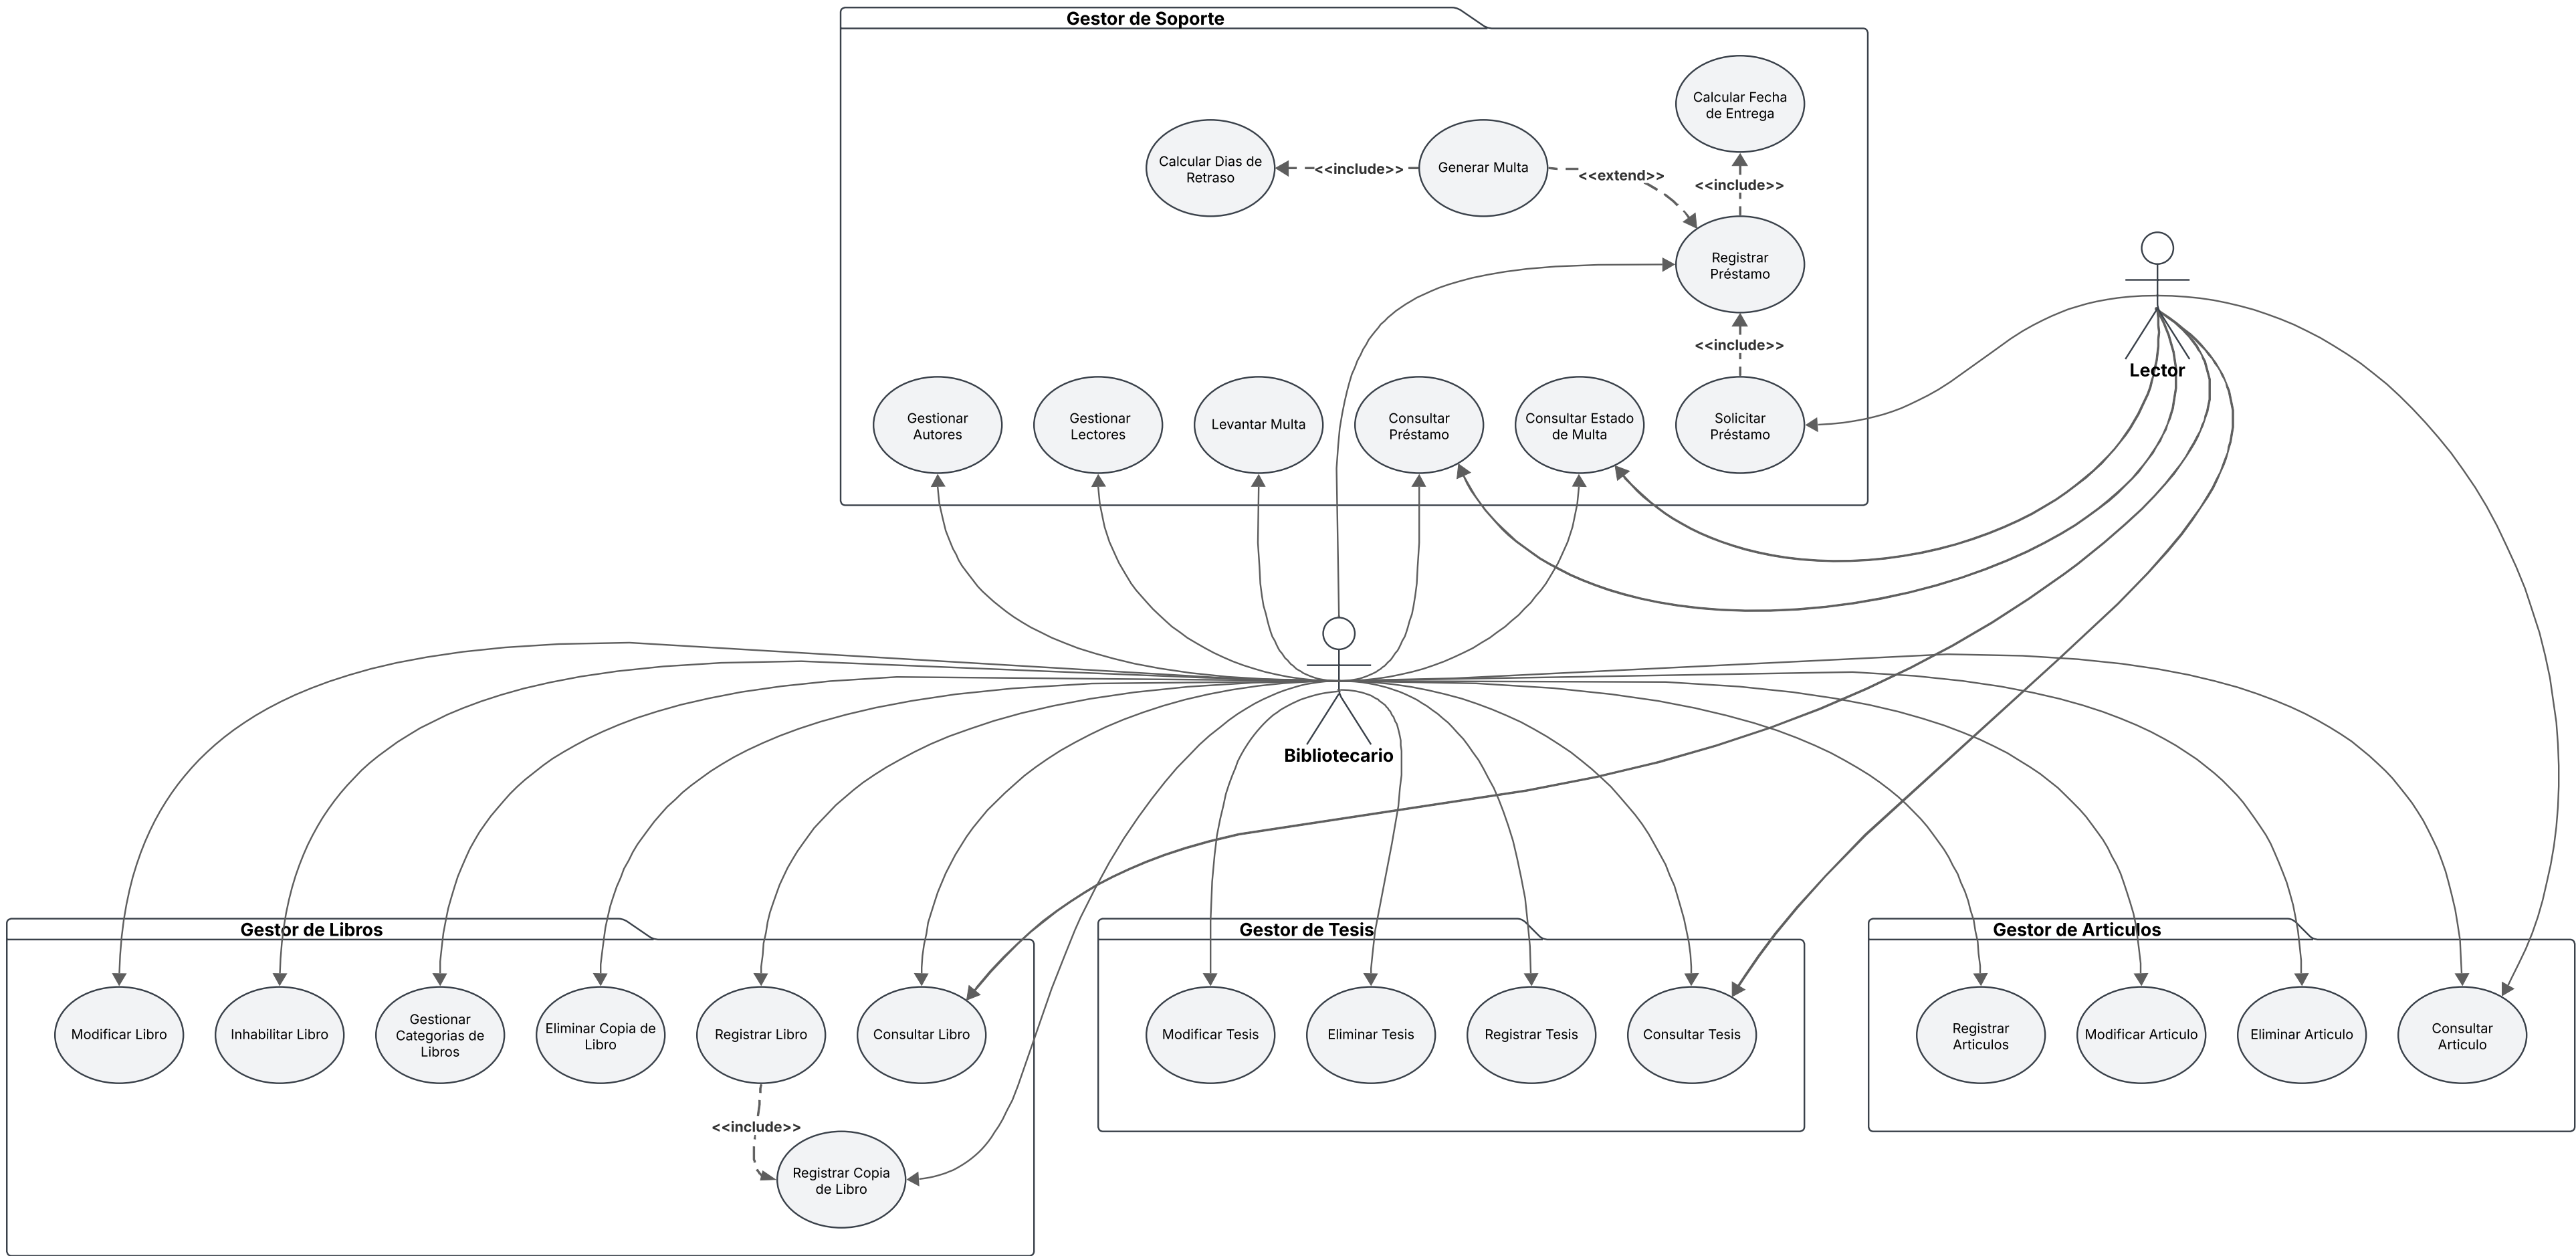 Gestor de Soporte
Calcular Fecha
de Entrega
Calcular Dias de
Retraso
<<include>>
Generar Multa
<<extend>>
<<include>>
Registrar
Préstamo
<<include>>
Lector
Gestionar
Autores
Gestionar
Lectores
Levantar Multa
Consultar
Préstamo
Consultar Estado
de Multa
Solicitar
Préstamo
Bibliotecario
Gestor de Libros
Modificar Libro
Inhabilitar Libro
Gestionar
Categorias de
Libros
Eliminar Copia de
Libro
Registrar Libro
Consultar Libro
<<include>>
Registrar Copia
de Libro
Gestor de Tesis
Modificar Tesis
Eliminar Tesis
Registrar Tesis
Consultar Tesis
Gestor de Articulos
Registrar
Articulos
Modificar Articulo
Eliminar Articulo
Consultar
Articulo